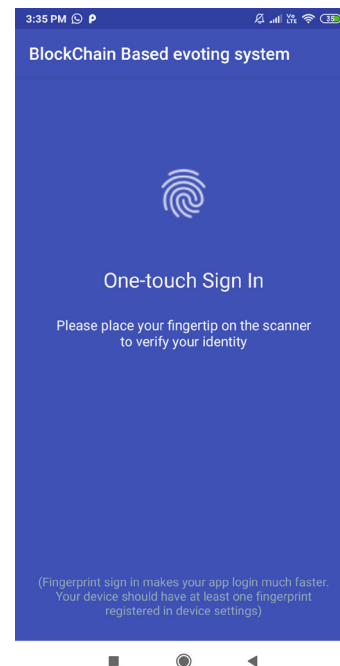 3:35 PM
35
BlockChain Based evoting system
One-touch Sign In
Please place your fingertip on the scanner
to verify your identity
(Fingerprint sign in makes your app login much faster.
Your device should have at least one fingerprint
registered in device settings)